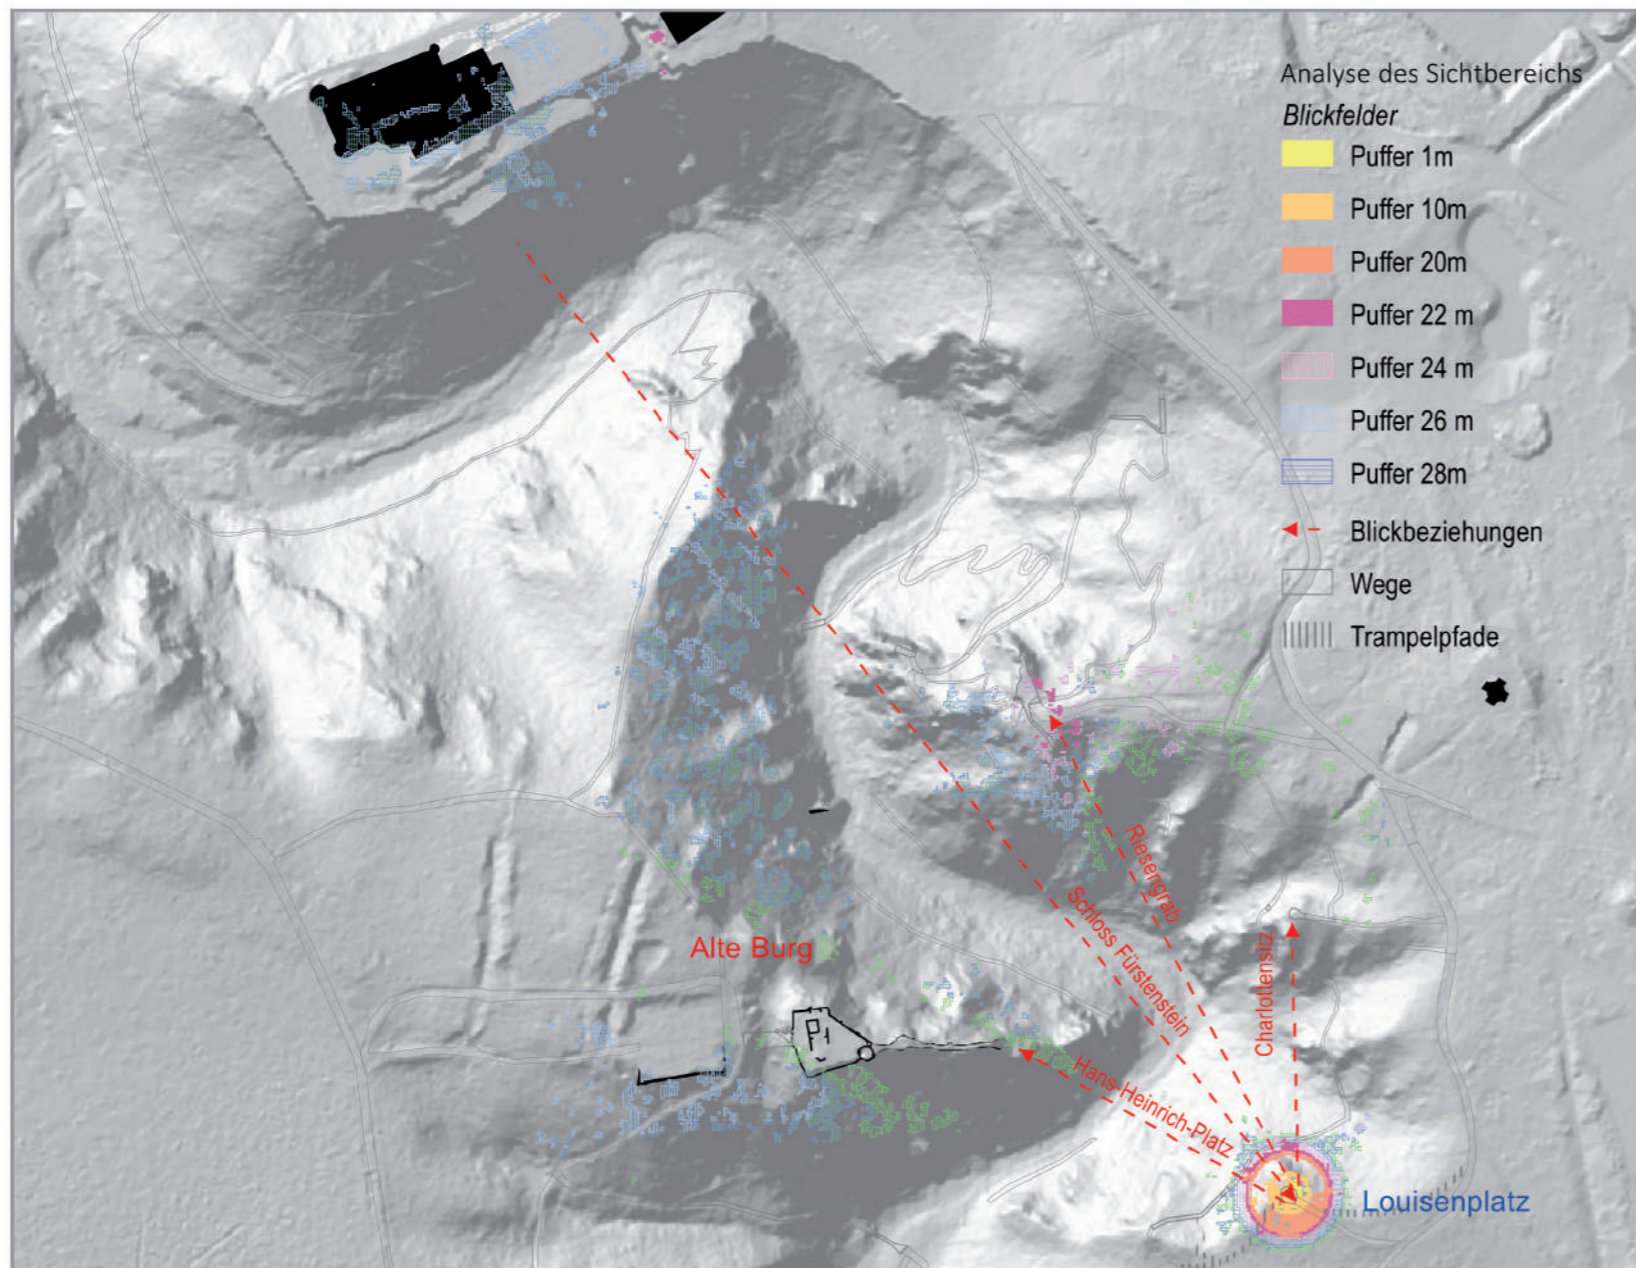 Analyse des Sichtbereichs
Blickfelder
Puffer 1m
Puffer 10m
Puffer 20m
Puffer 22 m
Puffer 24 m
Puffer 26 m
Puffer 28m
Blickbeziehungen
Wege
Trampelpfade
Riesengrab
Schloss Fürstenstein
Charlottensitz
Alte Burg
Hans-Heinrich-Platz
Louisenplatz